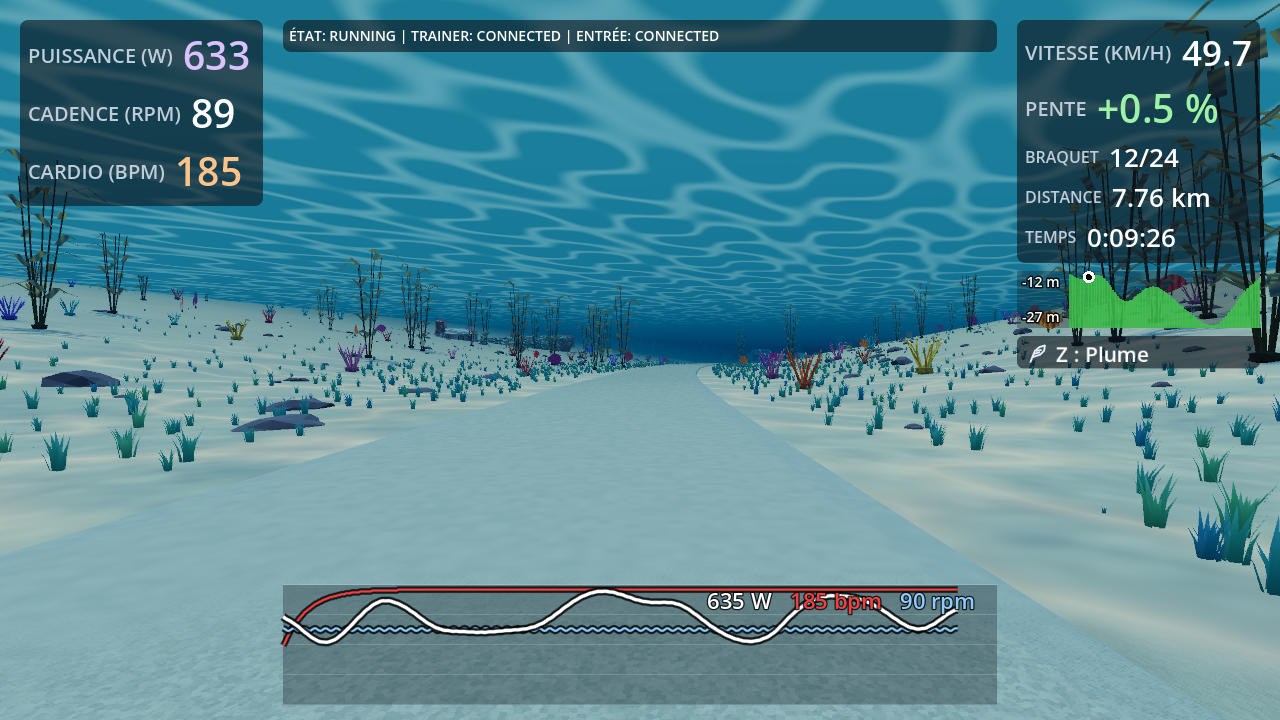 PUISSANCE (W) 633
CADENCE (RPM) 89
CARDIO (BPM) 185
ÉTAT: RUNNING | TRAINER: CONNECTED | ENTRÉE: CONNECTED
VITESSE (KM/H) 49.7
PENTE +0.5 %
BRAQUET 12/24
DISTANCE 7.76 km
TEMPS 0:09:26
-12 m
-27 m
Z : Plume
635 W 185 bpm 90 rpm